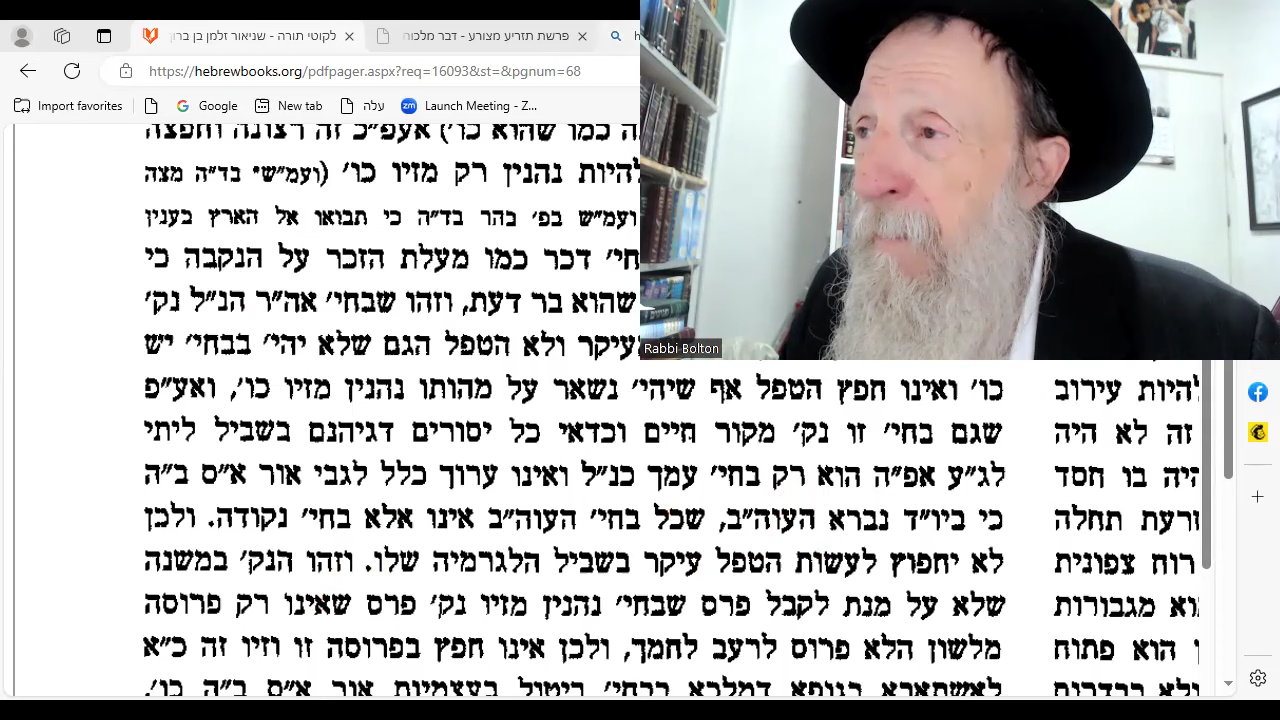 לקוטי תורה - שניאור זלמן בן ברוך
פרשת תזריע מצורע - דבר מלכות
https://hebrewbooks.org/pdfpager.aspx?req=16093&st=&pgnum=68
Import favorites
Google
New tab
עלה
Launch Meeting - Z...
כמו שהוא כו׳) אעפ״כ זה רצונה וחפצה
להיות נהנין רק מזיו כו׳ (ועמ״ש בד״ה מצה
ועמ״ש בפ׳ בהר בד״ה כי תבואו אל הארץ בענין
דכר כמו מעלת הזכר על הנקבה כי
שהוא בר דעת, וזהו שבחי׳ אה״ר הנ״ל נק׳
ולא הטפל הגם שלא יהי׳ בבחי׳ יש
כו׳ ואינו חפץ הטפל אף שיהי׳ נשאר על מהותו נהנין מזיו כו׳, ואע״פ
שגם בחי׳ זו נק׳ מקור חיים וכדאי כל יסורים דגיהנם בשביל ליתי
לג״ע אפ״ה הוא רק בחי׳ עמך כנ״ל ואינו ערוך כלל לגבי אור א״ס ב״ה
כי ביו״ד נברא העוה״ב, שכל בחי׳ העוה״ב אינו אלא בחי׳ נקודה. ולכן
לא יחפוץ לעשות הטפל עיקר בשביל הלגרמיה שלו. וזהו הנק׳ במשנה
שלא על מנת לקבל פרס שבחי׳ נהנין מזיו נק׳ פרס שאינו רק פרוסה
מלשון הלא פרוס לרעב לחמך, ולכן אינו חפץ בפרוסה זו וזיו זה כ״א
לאשתאבא בגופא דמלכא בבחי׳ ביטול בעצמיות אור א״ס ב״ה כו׳.
להיות עירוב
זה לא היה
היה בו חסד
תחלה
רוח צפונית
מגבורות
הוא פתוח
Rabbi Bolton